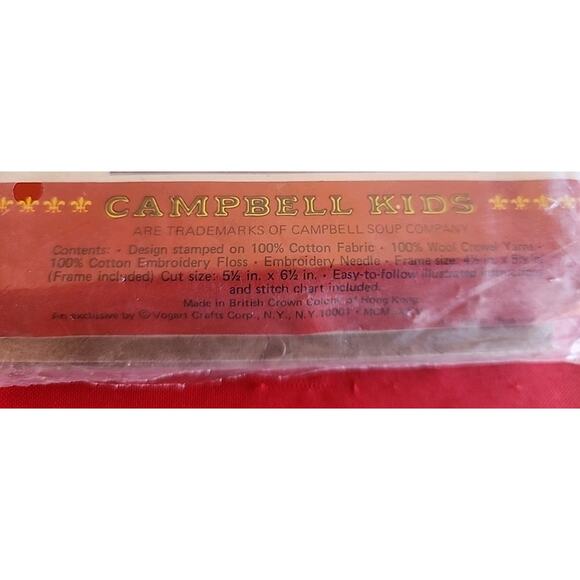 CAMPBELL KIDS
ARE TRADEMARKS OF CAMPBELL SOUP COMPANY
Contents: · Design stamped on 100% Cotton Fabric · 100% Wool Crewel Yarns ·
100% Cotton Embroidery Floss · Embroidery Needle · Frame size: in.
(Frame included) Cut size: 5½ in. x 6½ in. · Easy-to-follow illustrated instructions
and stitch chart included.
Made in British Crown Colony of Hong Kong
exclusive by © Vogart Crafts Corp., N.Y., N.Y. 10001 ·